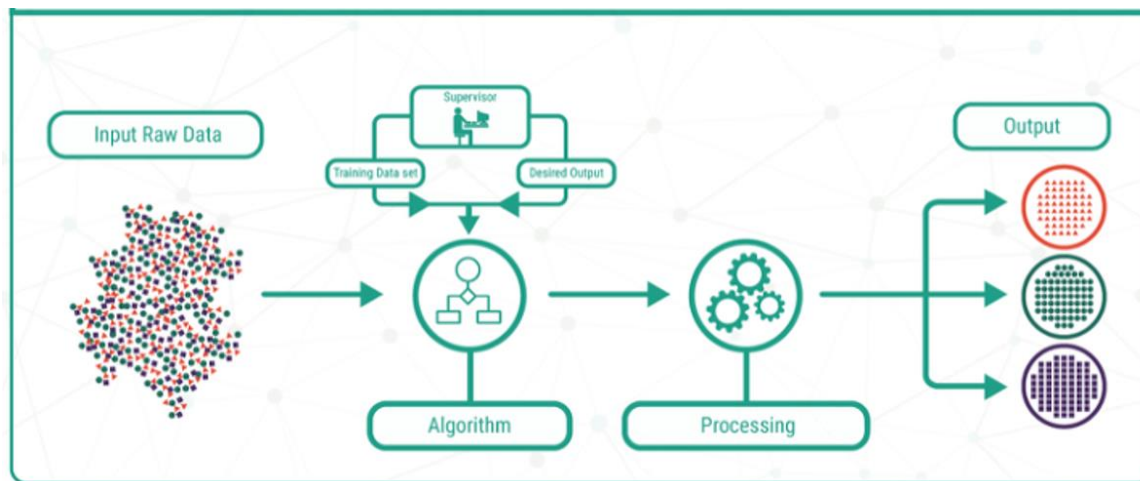 Supervisor
Input Raw Data
Output
Training Data set
Desired Output
Algorithm
Processing